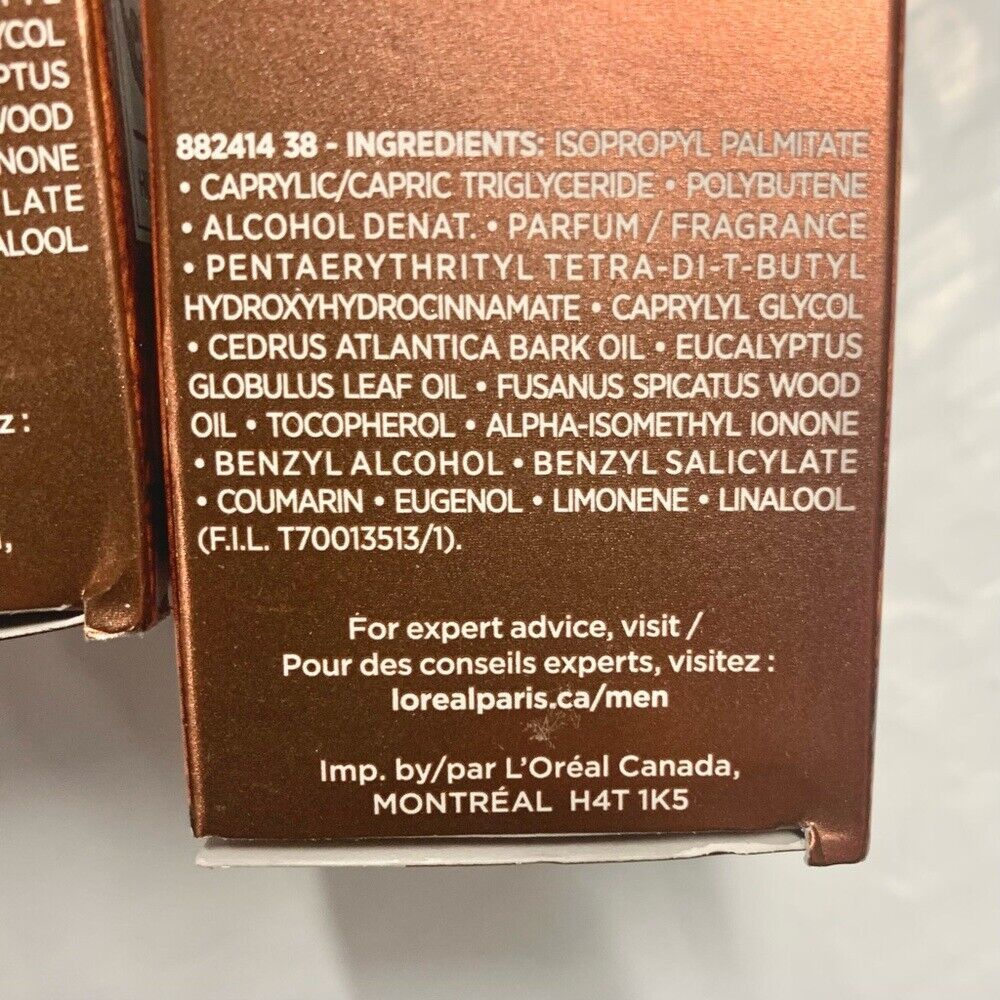 YCOL
PTUS
WOOD
NONE
LATE
ALOOL.
z :
882414 38 - INGREDIENTS: ISOPROPYL PALMITATE
• CAPRYLIC/CAPRIC TRIGLYCERIDE • POLYBUTENE
• ALCOHOL DENAT. • PARFUM / FRAGRANCE
• PENTAERYTHRITYL TETRA-DI-T-BUTYL
HYDROXYHYDROCINNAMATE • CAPRYLYL GLYCOL
• CEDRUS ATLANTICA BARK OIL • EUCALYPTUS
GLOBULUS LEAF OIL • FUSANUS SPICATUS WOOD
OIL • TOCOPHEROL • ALPHA-ISOMETHYL IONONE
• BENZYL ALCOHOL • BENZYL SALICYLATE
• COUMARIN • EUGENOL • LIMONENE • LINALOOL.
(F.I.L. T70013513/1).
For expert advice, visit /
Pour des conseils experts, visitez :
lorealparis.ca/men
Imp. by/par L'Oréal Canada,
MONTRÉAL H4T 1K5